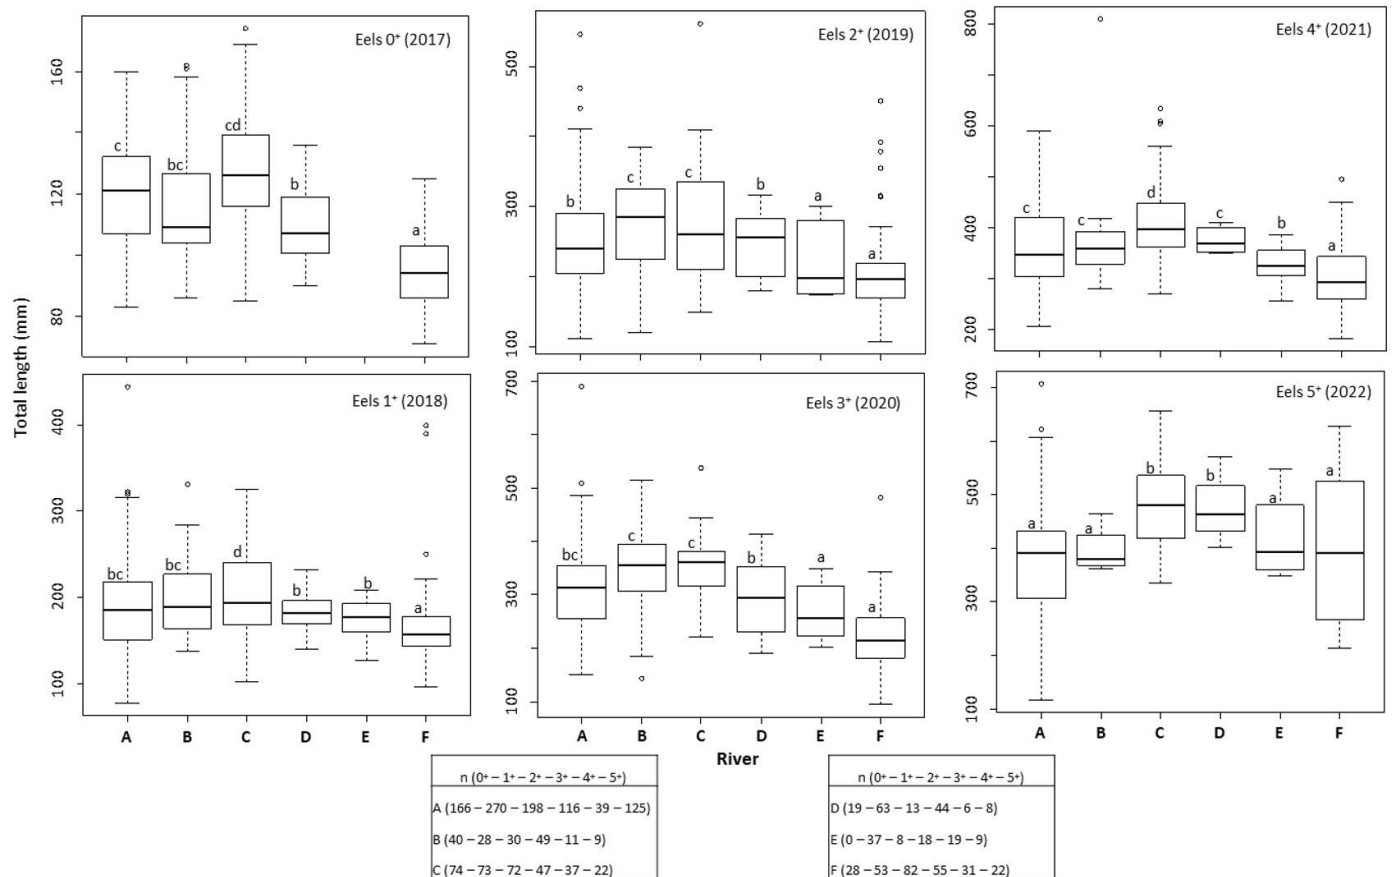 Eels 0⁺ (2017)
160
120
80
cd
c
bc
b
a
Eels 2⁺ (2019)
500
300
100
b
c
c
b
a
a
Eels 4⁺ (2021)
800
600
400
200
c
c
d
c
b
a
Total length (mm)
Eels 1⁺ (2018)
400
300
200
100
bc
bc
d
b
b
a
A B C D E F
Eels 3⁺ (2020)
700
500
300
100
bc
c
c
b
a
a
A B C D E F
Eels 5⁺ (2022)
700
500
300
100
a
a
b
b
a
a
A B C D E F
River
n (0⁺ – 1⁺ – 2⁺ – 3⁺ – 4⁺ – 5⁺)
A (166 – 270 – 198 – 116 – 39 – 125)
B (40 – 28 – 30 – 49 – 11 – 9)
C (74 – 73 – 72 – 47 – 37 – 22)
n (0⁺ – 1⁺ – 2⁺ – 3⁺ – 4⁺ – 5⁺)
D (19 – 63 – 13 – 44 – 6 – 8)
E (0 – 37 – 8 – 18 – 19 – 9)
F (28 – 53 – 82 – 55 – 31 – 22)